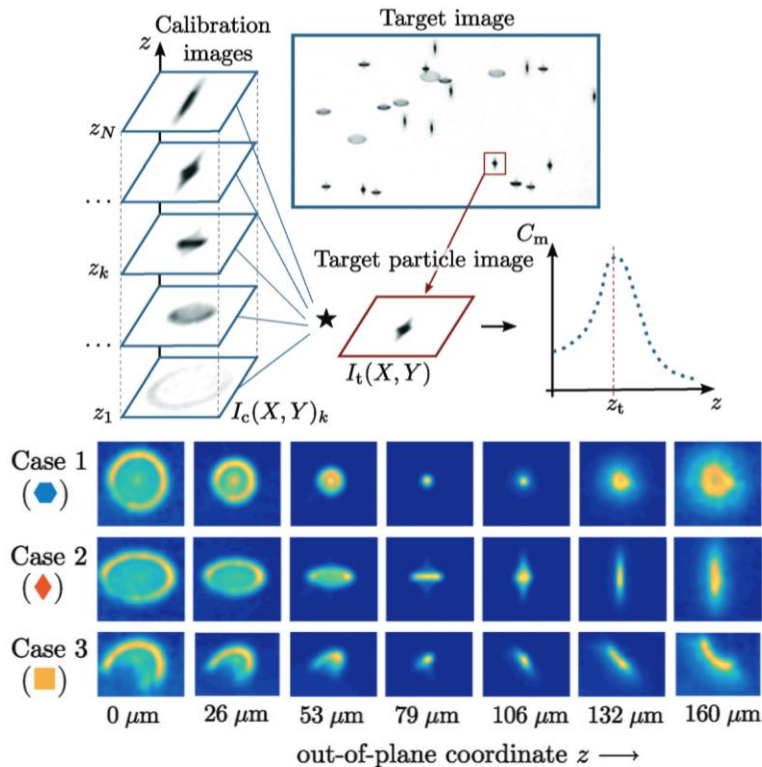 Calibration images
Target image
z
z_N
...
z_k
...
z_1
I_c(X, Y)_k
★
Target particle image
I_t(X, Y)
C_m
z_t
z
Case 1
Case 2
Case 3
0 μm 26 μm 53 μm 79 μm 106 μm 132 μm 160 μm
out-of-plane coordinate z ⟶